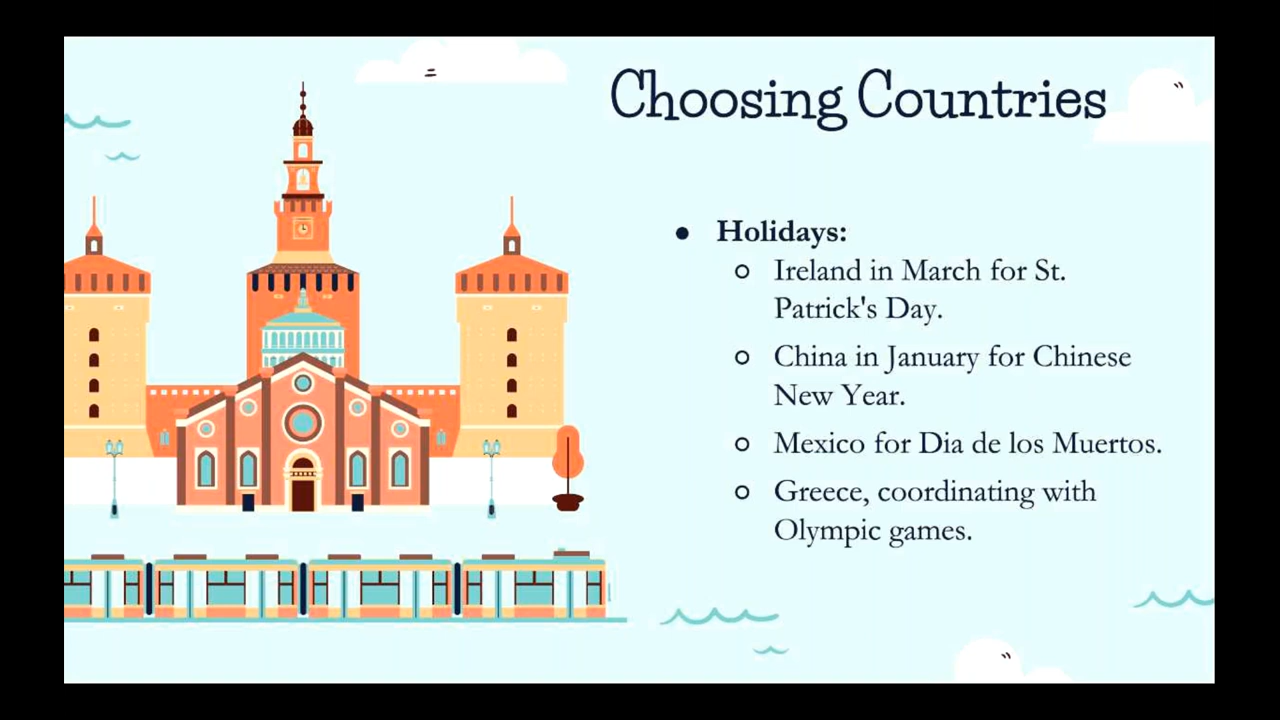 Choosing Countries
● Holidays:
○ Ireland in March for St.
Patrick's Day.
○ China in January for Chinese
New Year.
○ Mexico for Dia de los Muertos.
○ Greece, coordinating with
Olympic games.